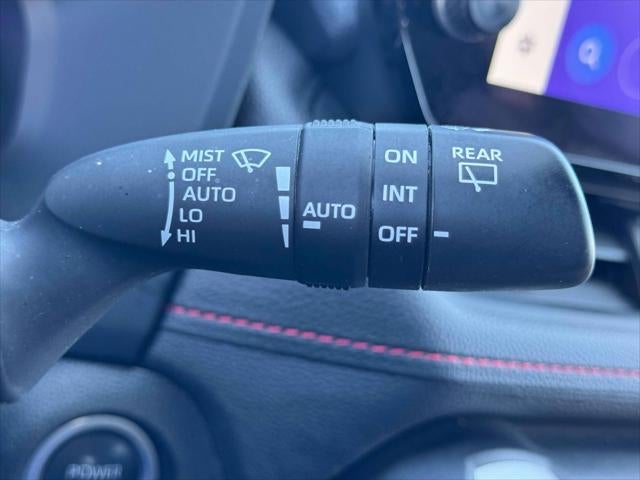 MIST
OFF
AUTO
LO
HI
AUTO
ON
INT
OFF
REAR
POWER